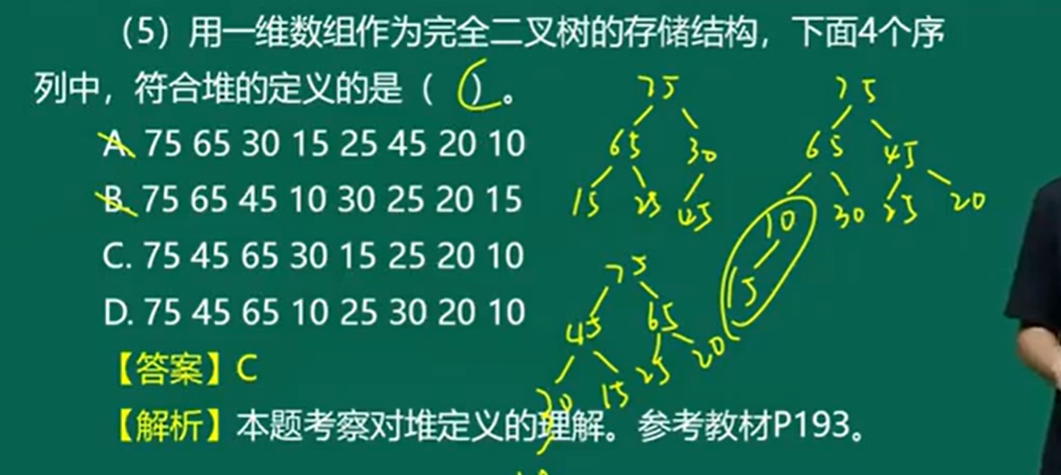 （5）用一维数组作为完全二叉树的存储结构，下面4个序
列中，符合堆的定义的是（ C ）。
A. 75 65 30 15 25 45 20 10
B. 75 65 45 10 30 25 20 15
C. 75 45 65 30 15 25 20 10
D. 75 45 65 10 25 30 20 10
【答案】C
【解析】本题考察对堆定义的理解。参考教材P193。
75
65 30
15 25 45
75
65 45
10 30 25 20
15
75
45 65
30 15 25 20
10